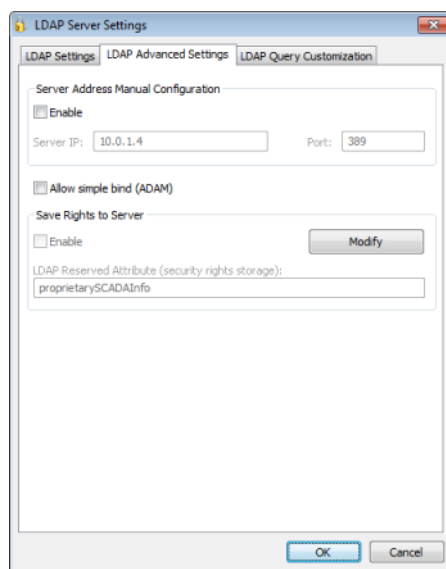 LDAP Server Settings
LDAP Settings LDAP Advanced Settings LDAP Query Customization
Server Address Manual Configuration
Enable
Server IP: 10.0.1.4 Port: 389
Allow simple bind (ADAM)
Save Rights to Server
Enable Modify
LDAP Reserved Attribute (security rights storage):
proprietarySCADAInfo
OK Cancel